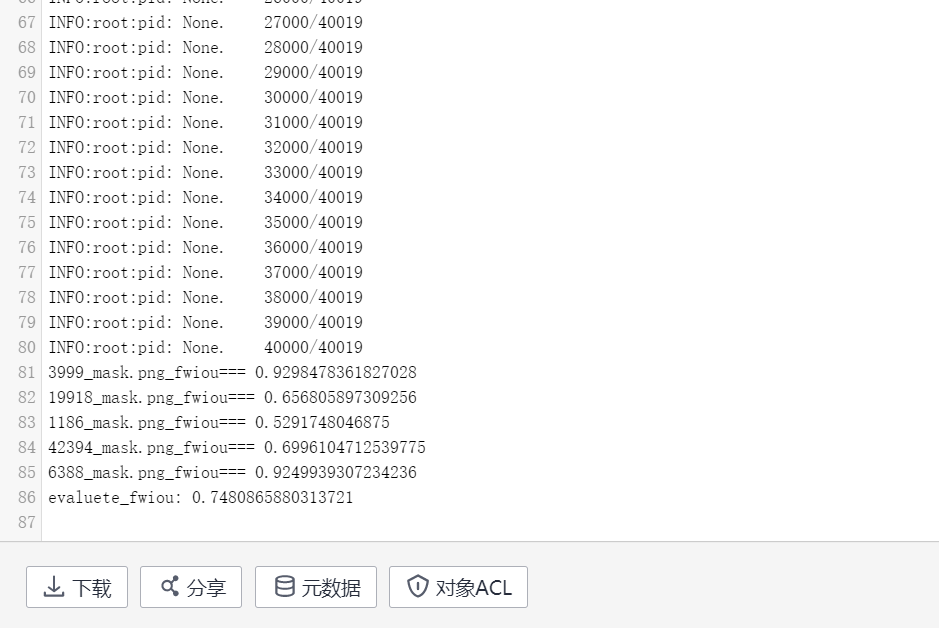 67 INFO:root:pid: None.    27000/40019
68 INFO:root:pid: None.    28000/40019
69 INFO:root:pid: None.    29000/40019
70 INFO:root:pid: None.    30000/40019
71 INFO:root:pid: None.    31000/40019
72 INFO:root:pid: None.    32000/40019
73 INFO:root:pid: None.    33000/40019
74 INFO:root:pid: None.    34000/40019
75 INFO:root:pid: None.    35000/40019
76 INFO:root:pid: None.    36000/40019
77 INFO:root:pid: None.    37000/40019
78 INFO:root:pid: None.    38000/40019
79 INFO:root:pid: None.    39000/40019
80 INFO:root:pid: None.    40000/40019
81 3999_mask.png_fwiou=== 0.9298478361827028
82 19918_mask.png_fwiou=== 0.656805897309256
83 1186_mask.png_fwiou=== 0.5291748046875
84 42394_mask.png_fwiou=== 0.6996104712539775
85 6388_mask.png_fwiou=== 0.9249939307234236
86 evaluete_fwiou: 0.7480865880313721
87
下载 分享 元数据 对象ACL